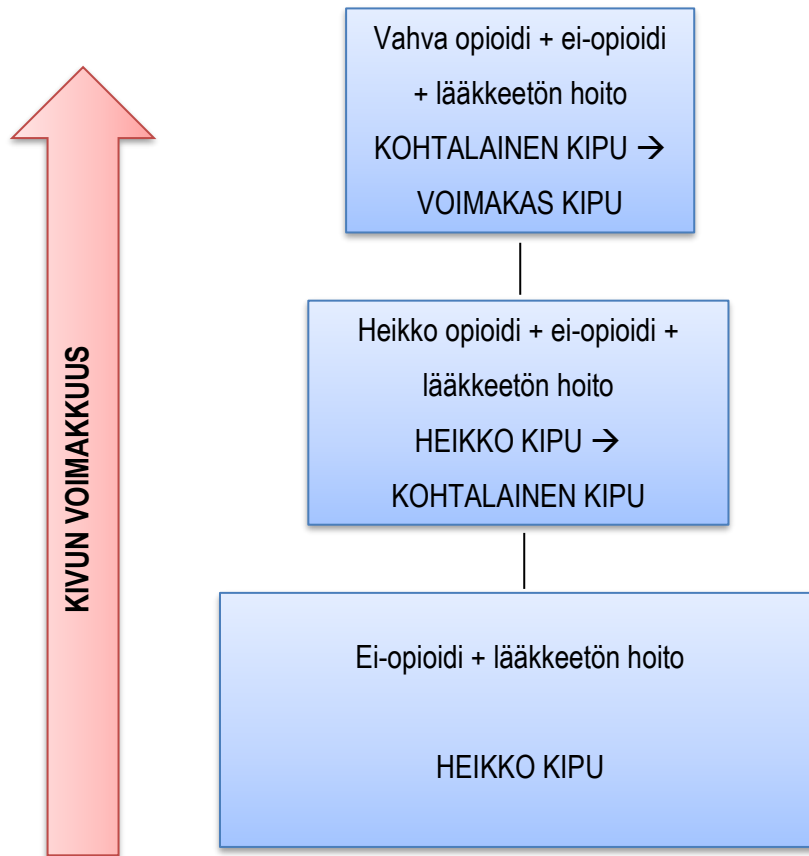 Vahva opioidi + ei-opioidi
+ lääkkeetön hoito
KOHTALAINEN KIPU →
VOIMAKAS KIPU
Heikko opioidi + ei-opioidi +
lääkkeetön hoito
HEIKKO KIPU →
KOHTALAINEN KIPU
Ei-opioidi + lääkkeetön hoito
HEIKKO KIPU
KIVUN VOIMAKKUUS